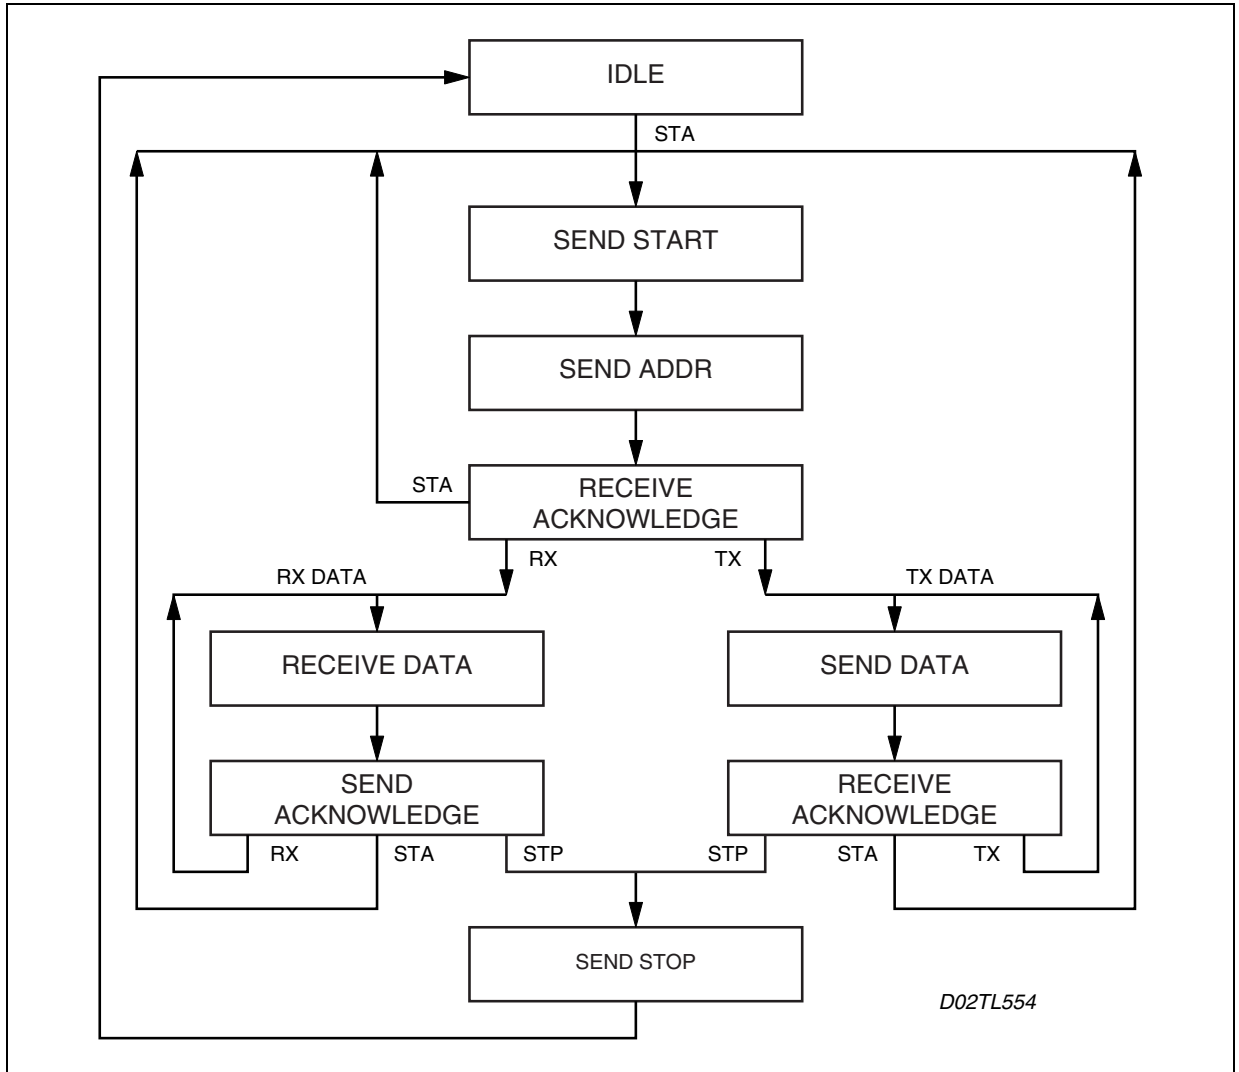 IDLE
STA
SEND START
SEND ADDR
STA
RECEIVE
ACKNOWLEDGE
RX
TX
RX DATA
TX DATA
RECEIVE DATA
SEND DATA
SEND
ACKNOWLEDGE
RECEIVE
ACKNOWLEDGE
RX
STA
STP
STP
STA
TX
SEND STOP
D02TL554